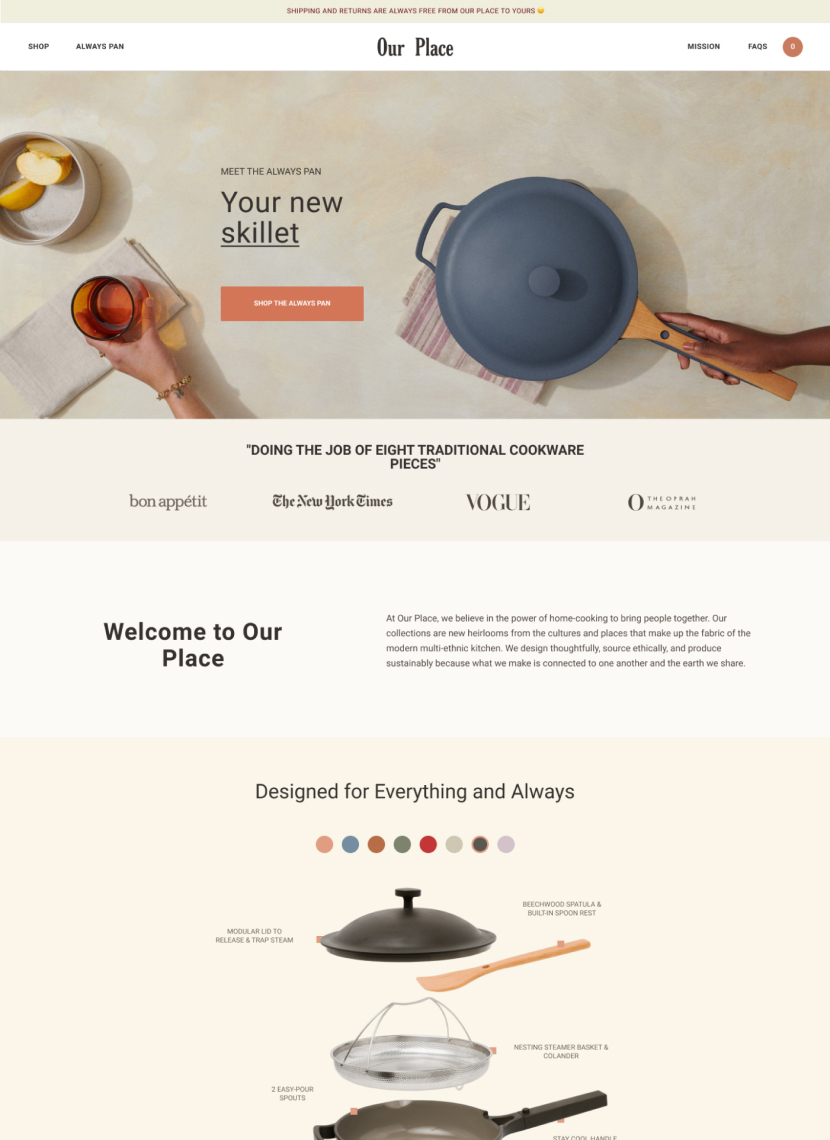 SHIPPING AND RETURNS ARE ALWAYS FREE FROM OUR PLACE TO YOURS
SHOP
ALWAYS PAN
Our Place
MISSION
FAQS
0
MEET THE ALWAYS PAN
Your new
skillet
SHOP THE ALWAYS PAN
"DOING THE JOB OF EIGHT TRADITIONAL COOKWARE
PIECES"
bon appétit
The New York Times
VOGUE
O THE OPRAH
MAGAZINE
Welcome to Our
Place
At Our Place, we believe in the power of home-cooking to bring people together. Our
collections are new heirlooms from the cultures and places that make up the fabric of the
modern multi-ethnic kitchen. We design thoughtfully, source ethically, and produce
sustainably because what we make is connected to one another and the earth we share.
Designed for Everything and Always
BEECHWOOD SPATULA &
BUILT-IN SPOON REST
MODULAR LID TO
RELEASE & TRAP STEAM
NESTING STEAMER BASKET &
COLANDER
2 EASY-POUR
SPOUTS
STAY COOL HANDLE